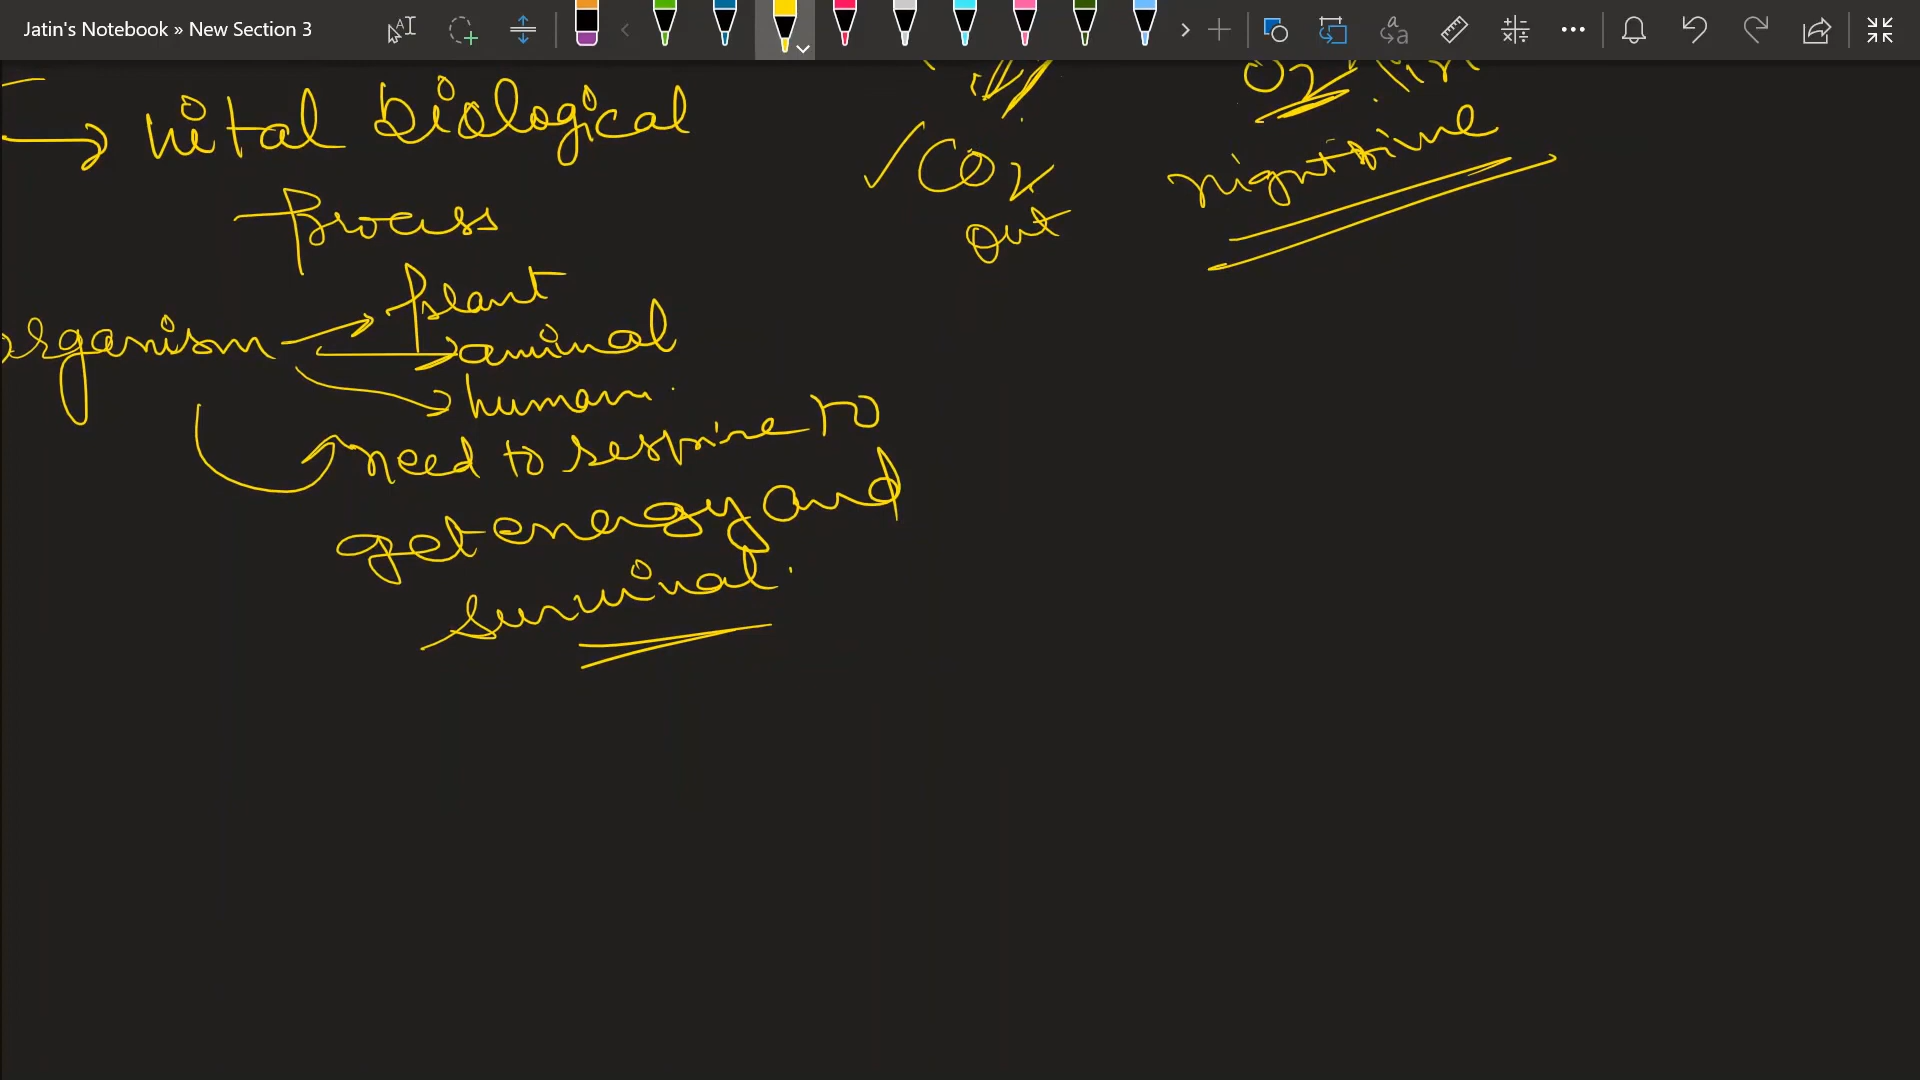 Jatin's Notebook » New Section 3
→ vital biological
process
organism → plant
→ animal
→ human
need to respire to
get energy and
survival.
O2
✓ CO2
out
night time